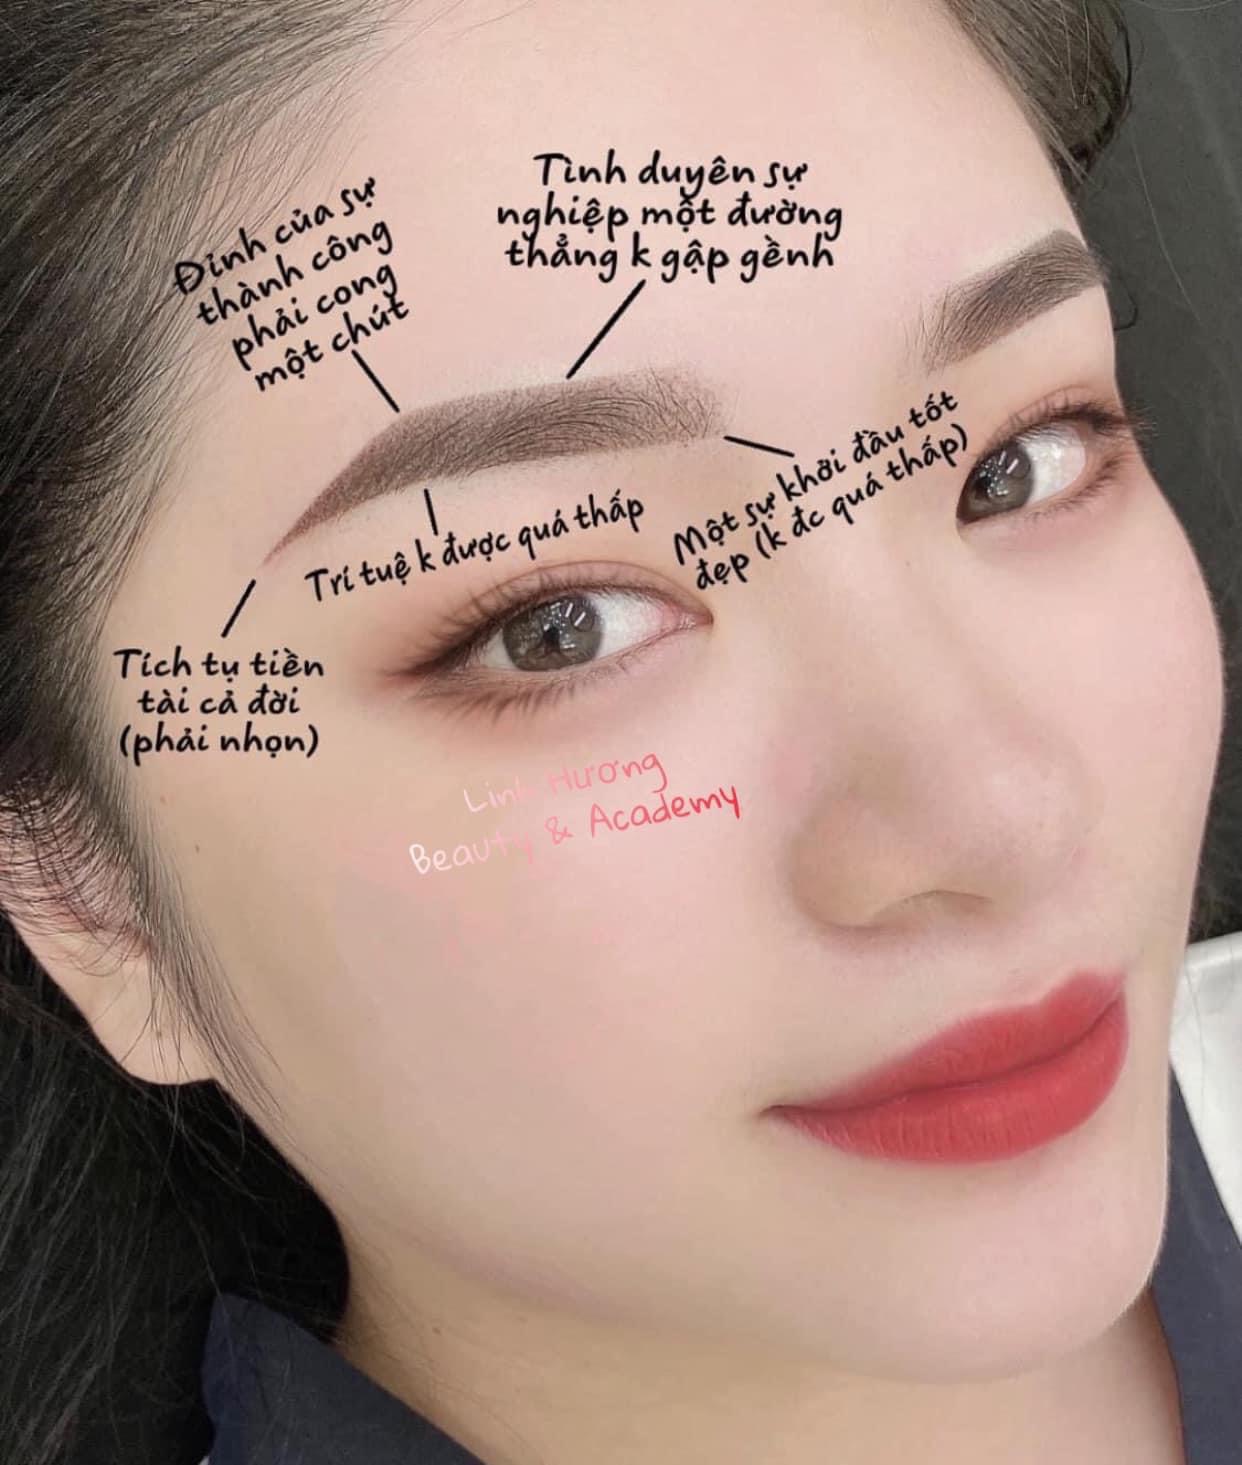 Đỉnh của sự
thành công
phải cong
một chút
Tình duyên sự
nghiệp một đường
thẳng k gập gềnh
Một sự khởi đầu tốt
đẹp (k đc quá thấp)
Trí tuệ k được quá thấp
Tích tụ tiền
tài cả đời
(phải nhọn)
Linh Hương
Beauty & Academy